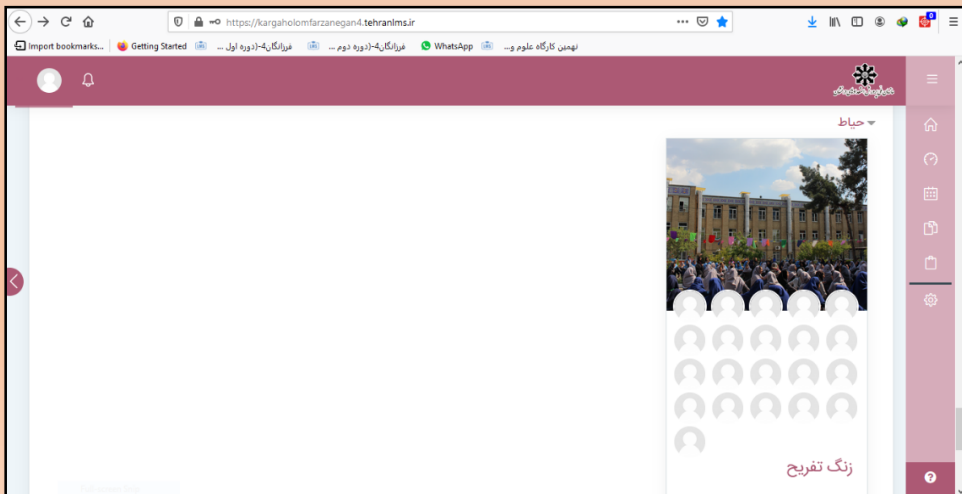 https://kargaholomfarzanegan4.tehranlms.ir
0
Import bookmarks...
Getting Started
فرزانگان4-(دوره اول ...
فرزانگان4-(دوره دوم ...
WhatsApp
نهمین کارگاه علوم و...
حیاط
زنگ تفریح
?